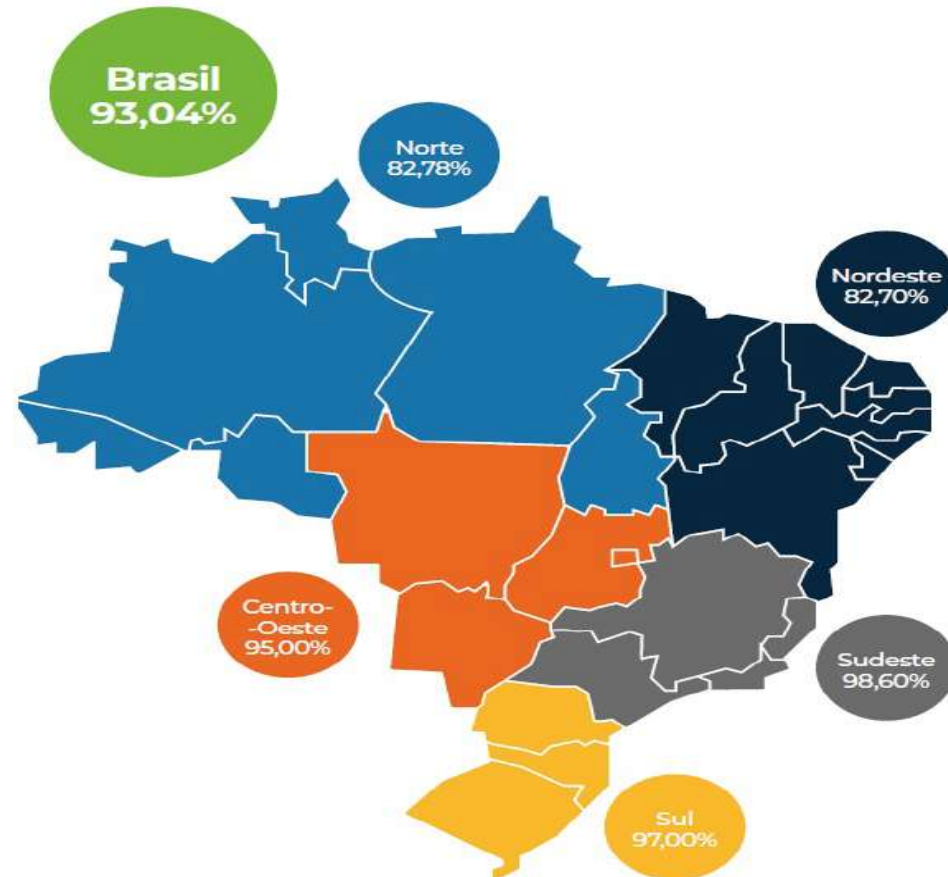 Brasil
93,04%
Norte
82,78%
Nordeste
82,70%
Centro-
-Oeste
95,00%
Sudeste
98,60%
Sul
97,00%